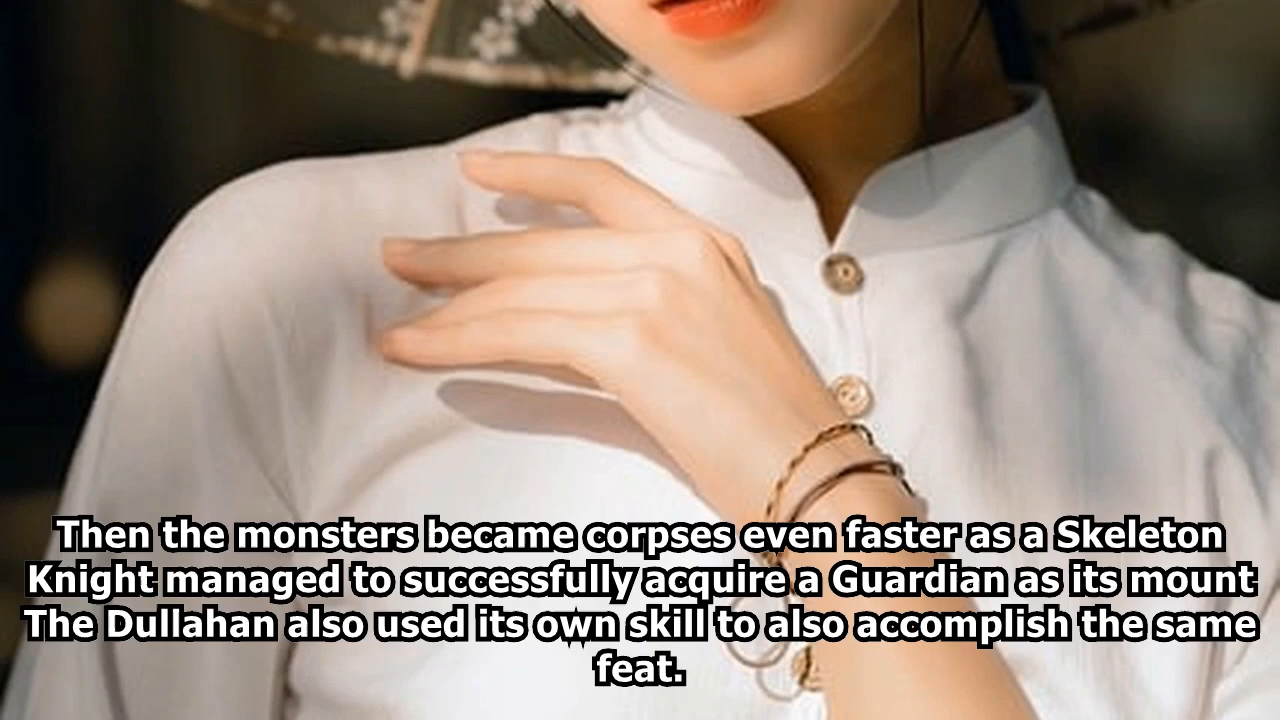 Then the monsters became corpses even faster as a Skeleton
Knight managed to successfully acquire a Guardian as its mount
The Dullahan also used its own skill to also accomplish the same
feat.